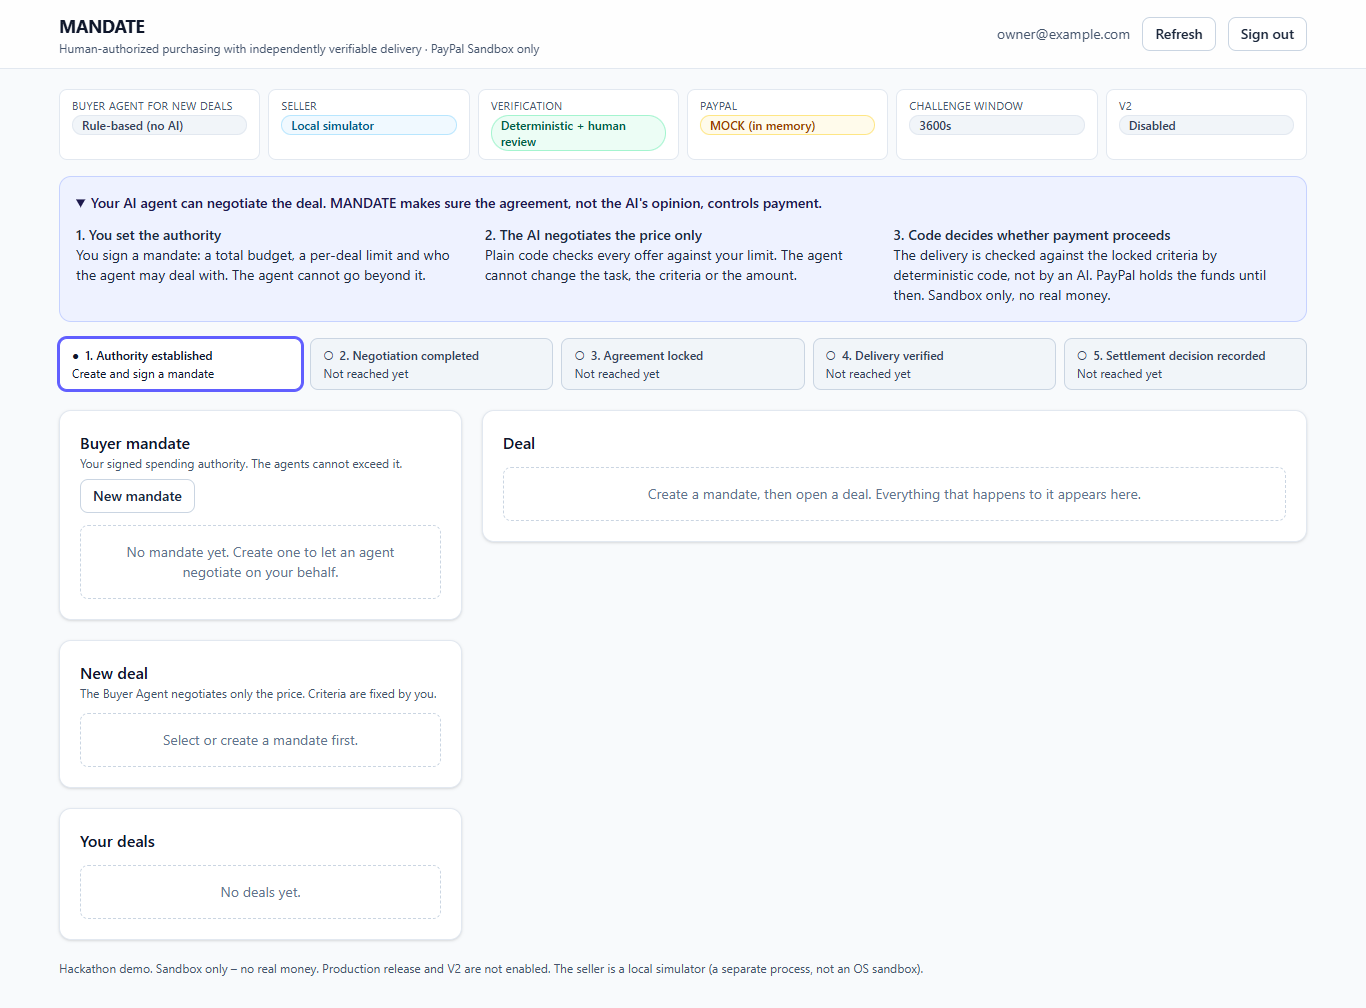 MANDATE
Human-authorized purchasing with independently verifiable delivery · PayPal Sandbox only
owner@example.com
Refresh
Sign out
BUYER AGENT FOR NEW DEALS
Rule-based (no AI)
SELLER
Local simulator
VERIFICATION
Deterministic + human
review
PAYPAL
MOCK (in memory)
CHALLENGE WINDOW
3600s
V2
Disabled
▼ Your AI agent can negotiate the deal. MANDATE makes sure the agreement, not the AI's opinion, controls payment.
1. You set the authority
You sign a mandate: a total budget, a per-deal limit and who
the agent may deal with. The agent cannot go beyond it.
2. The AI negotiates the price only
Plain code checks every offer against your limit. The agent
cannot change the task, the criteria or the amount.
3. Code decides whether payment proceeds
The delivery is checked against the locked criteria by
deterministic code, not by an AI. PayPal holds the funds until
then. Sandbox only, no real money.
● 1. Authority established
Create and sign a mandate
○ 2. Negotiation completed
Not reached yet
○ 3. Agreement locked
Not reached yet
○ 4. Delivery verified
Not reached yet
○ 5. Settlement decision recorded
Not reached yet
Buyer mandate
Your signed spending authority. The agents cannot exceed it.
New mandate
No mandate yet. Create one to let an agent
negotiate on your behalf.
Deal
Create a mandate, then open a deal. Everything that happens to it appears here.
New deal
The Buyer Agent negotiates only the price. Criteria are fixed by you.
Select or create a mandate first.
Your deals
No deals yet.
Hackathon demo. Sandbox only – no real money. Production release and V2 are not enabled. The seller is a local simulator (a separate process, not an OS sandbox).